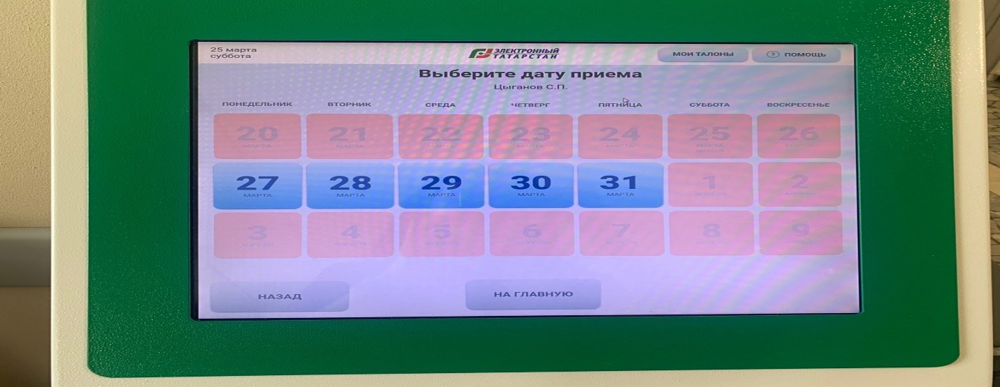 25 марта
суббота
ЭЛЕКТРОННЫЙ
ТАТАРСТАН
МОИ ТАЛОНЫ
? ПОМОЩЬ
Выберите дату приема
Цыганов С.П.
ПОНЕДЕЛЬНИК ВТОРНИК СРЕДА ЧЕТВЕРГ ПЯТНИЦА СУББОТА ВОСКРЕСЕНЬЕ
20 21 22 23 24 25 26
МАРТА МАРТА МАРТА МАРТА МАРТА МАРТА МАРТА
27 28 29 30 31 1 2
МАРТА МАРТА МАРТА МАРТА МАРТА АПРЕЛЯ АПРЕЛЯ
3 4 5 6 7 8 9
АПРЕЛЯ АПРЕЛЯ АПРЕЛЯ АПРЕЛЯ АПРЕЛЯ АПРЕЛЯ
НАЗАД
НА ГЛАВНУЮ